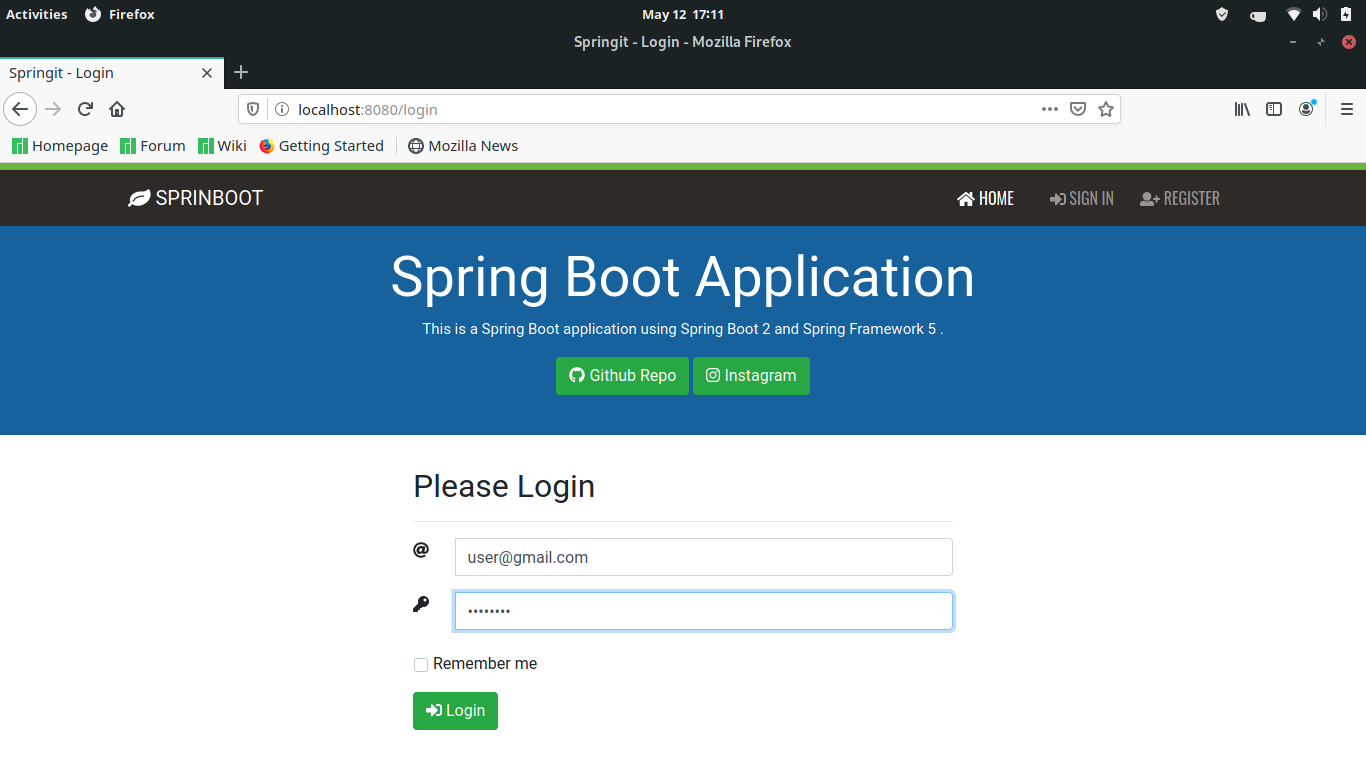 Activities Firefox May 12 17:11
Springit - Login - Mozilla Firefox
Springit - Login
localhost:8080/login
Homepage Forum Wiki Getting Started Mozilla News
SPRINBOOT HOME SIGN IN REGISTER
Spring Boot Application
This is a Spring Boot application using Spring Boot 2 and Spring Framework 5 .
Github Repo Instagram
Please Login
@ user@gmail.com
••••••••
Remember me
Login